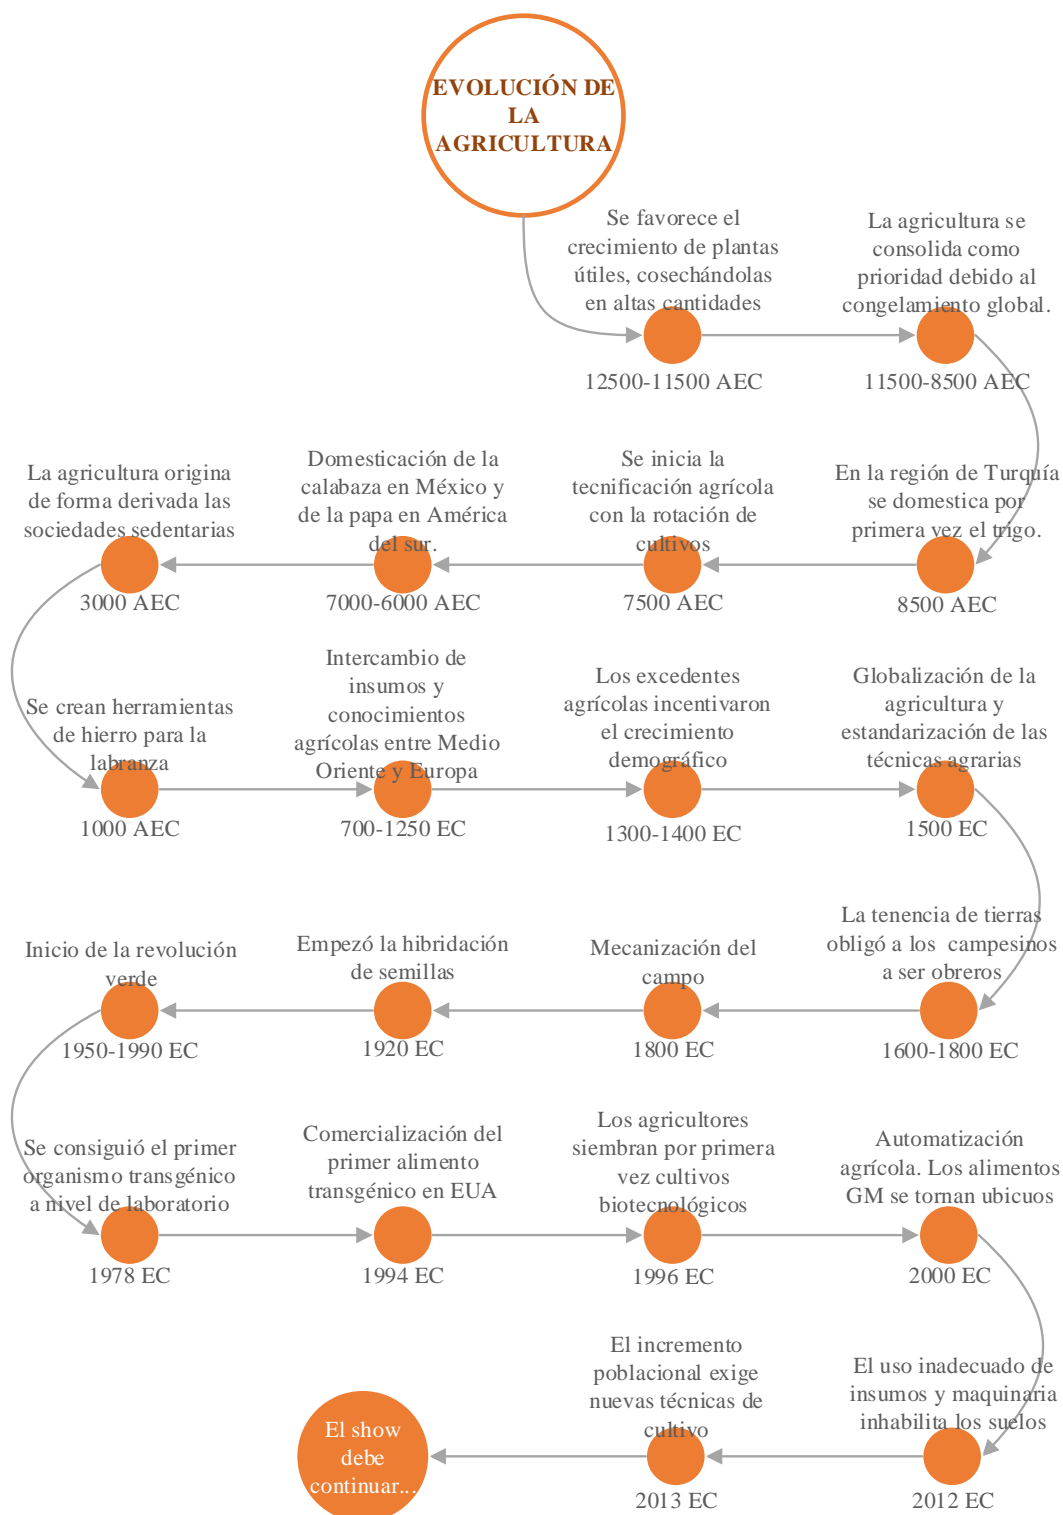 EVOLUCIÓN DE
LA
AGRICULTURA
Se favorece el
crecimiento de plantas
útiles, cosechándolas
en altas cantidades
12500-11500 AEC
La agricultura se
consolida como
prioridad debido al
congelamiento global.
11500-8500 AEC
En la región de Turquía
se domestica por
primera vez el trigo.
8500 AEC
Se inicia la
tecnificación agrícola
con la rotación de
cultivos
7500 AEC
Domesticación de la
calabaza en México y
de la papa en América
del sur.
7000-6000 AEC
La agricultura origina
de forma derivada las
sociedades sedentarias
3000 AEC
Se crean herramientas
de hierro para la
labranza
1000 AEC
Intercambio de
insumos y
conocimientos
agrícolas entre Medio
Oriente y Europa
700-1250 EC
Los excedentes
agrícolas incentivaron
el crecimiento
demográfico
1300-1400 EC
Globalización de la
agricultura y
estandarización de las
técnicas agrarias
1500 EC
La tenencia de tierras
obligó a los  campesinos
a ser obreros
1600-1800 EC
Mecanización del
campo
1800 EC
Empezó la hibridación
de semillas
1920 EC
Inicio de la revolución
verde
1950-1990 EC
Se consiguió el primer
organismo transgénico
a nivel de laboratorio
1978 EC
Comercialización del
primer alimento
transgénico en EUA
1994 EC
Los agricultores
siembran por primera
vez cultivos
biotecnológicos
1996 EC
Automatización
agrícola. Los alimentos
GM se tornan ubicuos
2000 EC
El uso inadecuado de
insumos y maquinaria
inhabilita los suelos
2012 EC
El incremento
poblacional exige
nuevas técnicas de
cultivo
2013 EC
El show
debe
continuar...